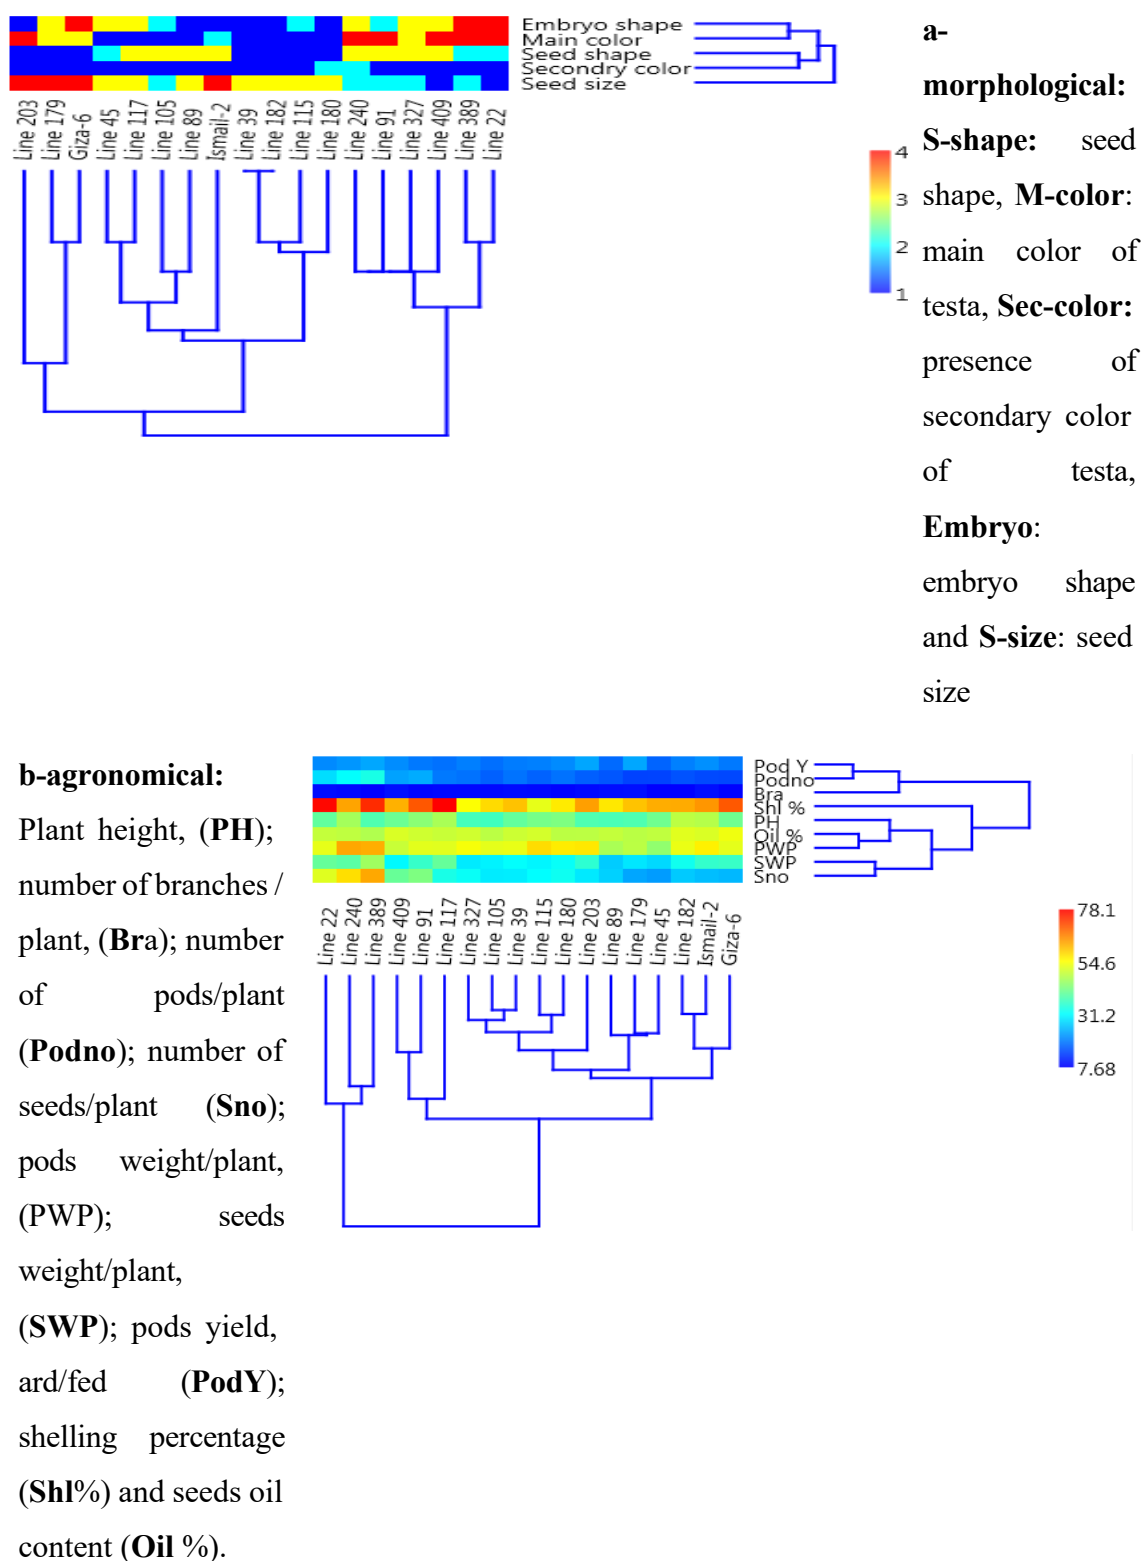 Embryo shape
Main color
Seed shape
Secondry color
Seed size
Line 203
Line 179
Giza-6
Line 45
Line 117
Line 105
Line 89
Ismail-2
Line 39
Line 182
Line 115
Line 180
Line 240
Line 91
Line 327
Line 409
Line 389
Line 22
4
3
2
1
a-
morphological:
S-shape: seed
shape, M-color:
main color of
testa, Sec-color:
presence of
secondary color
of testa,
Embryo:
embryo shape
and S-size: seed
size
b-agronomical:
Plant height, (PH);
number of branches /
plant, (Bra); number
of pods/plant
(Podno); number of
seeds/plant (Sno);
pods weight/plant,
(PWP); seeds
weight/plant,
(SWP); pods yield,
ard/fed (PodY);
shelling percentage
(Shl%) and seeds oil
content (Oil %).
Pod Y
Podno
Bra
Shl %
PH
Oil %
PWP
SWP
Sno
Line 22
Line 240
Line 389
Line 409
Line 91
Line 117
Line 327
Line 105
Line 39
Line 115
Line 180
Line 203
Line 89
Line 179
Line 45
Line 182
Ismail-2
Giza-6
78.1
54.6
31.2
7.68